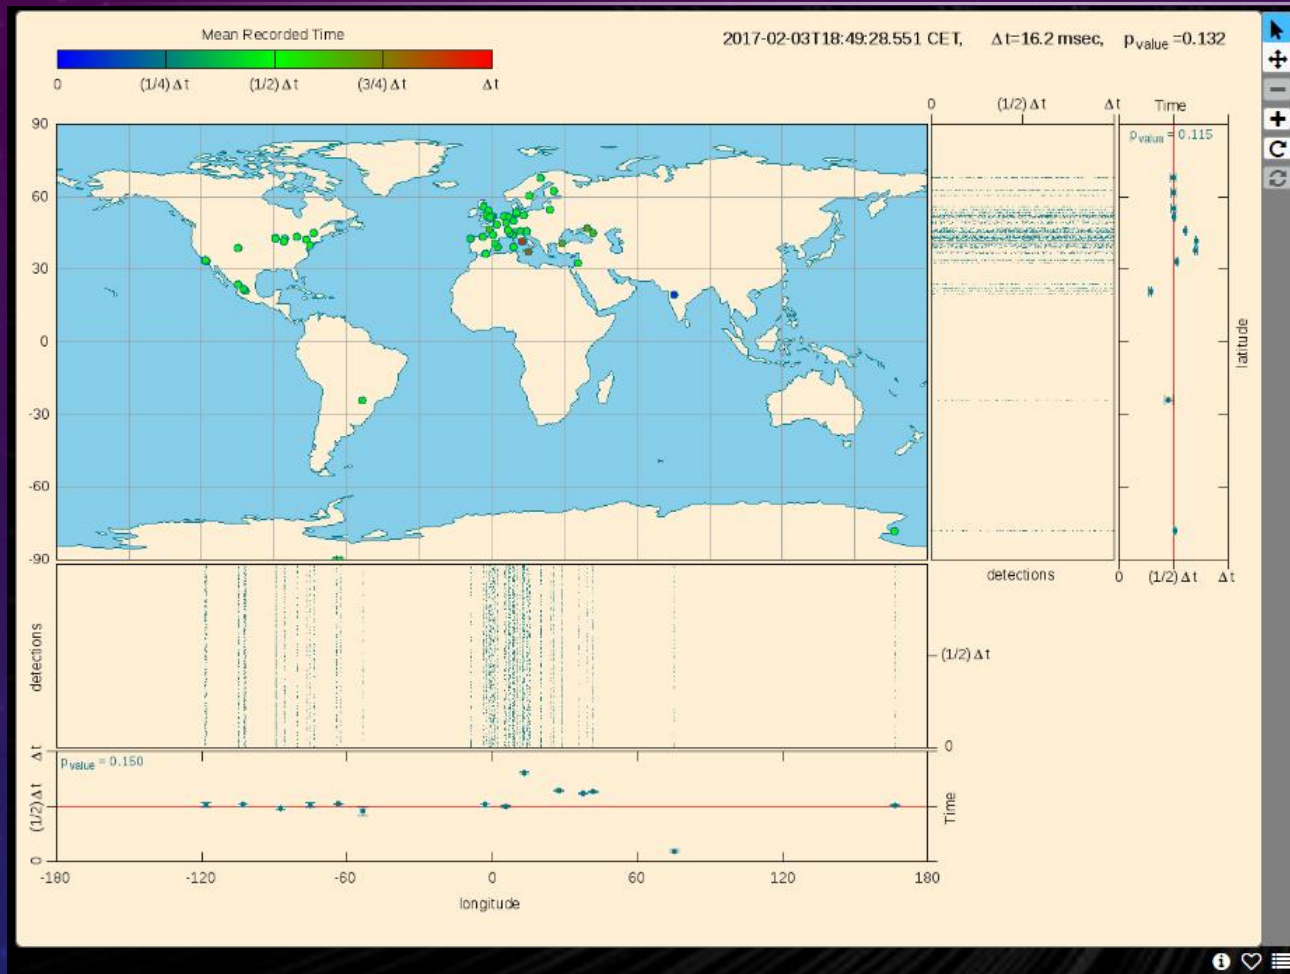 Mean Recorded Time
2017-02-03T18:49:28.551 CET, Δt=16.2 msec, pvalue=0.132
0 (1/4)Δt (1/2)Δt (3/4)Δt Δt
0 (1/2)Δt Δt Time
90
60
30
0
-30
-60
-90
pvalue = 0.115
latitude
detections
0 (1/2)Δt Δt
detections
(1/2)Δt
0
pvalue = 0.150
Δt
(1/2)Δt
0
Time
-180 -120 -60 0 60 120 180
longitude